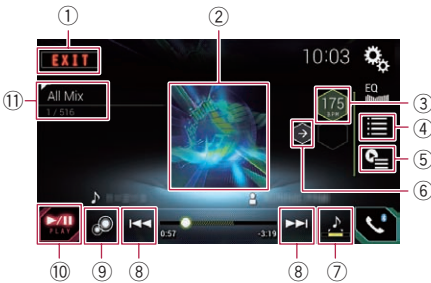 ①
②
EXIT
10:03
EQ
⑪
All Mix
1 / 516
175
BPM
③
④
⑤
⑥
0:57
-3:19
PLAY
⑩
⑨
⑧
⑧
⑦